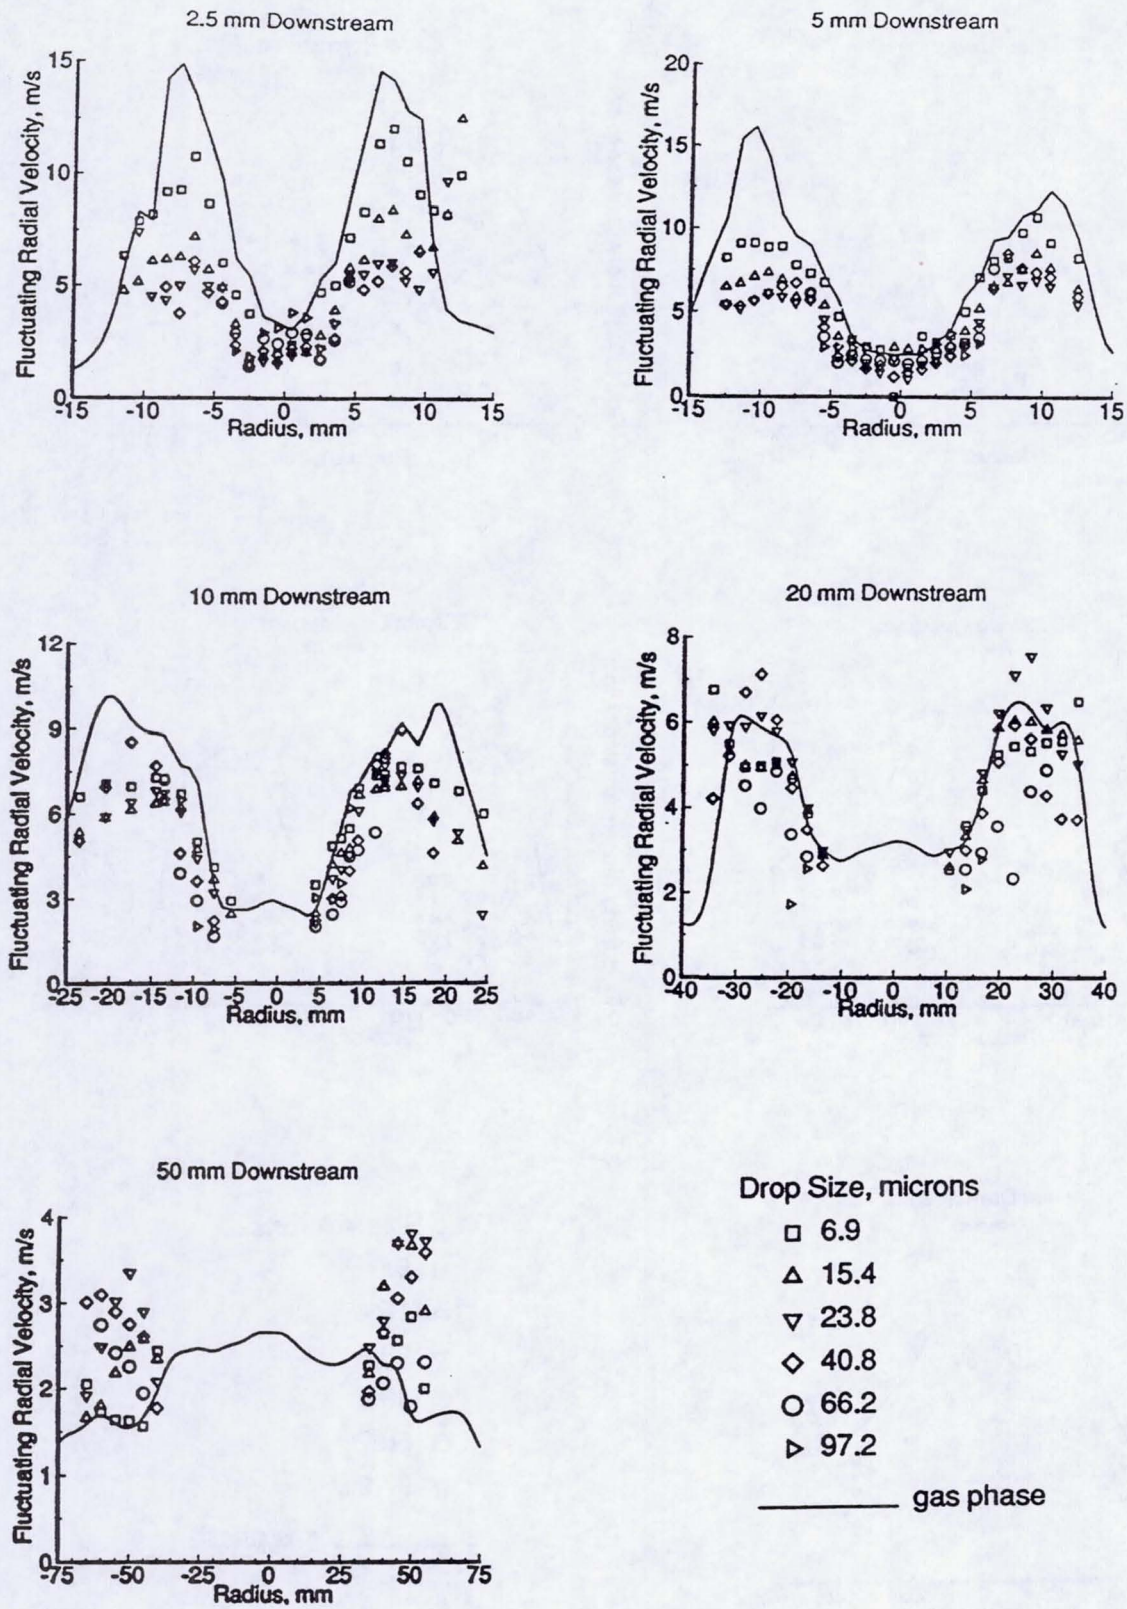 2.5 mm Downstream
Fluctuating Radial Velocity, m/s
15
10
5
0
-15 -10 -5 0 5 10 15
Radius, mm
5 mm Downstream
Fluctuating Radial Velocity, m/s
20
15
10
5
0
-15 -10 -5 0 5 10 15
Radius, mm
10 mm Downstream
Fluctuating Radial Velocity, m/s
12
9
6
3
0
-25 -20 -15 -10 -5 0 5 10 15 20 25
Radius, mm
20 mm Downstream
Fluctuating Radial Velocity, m/s
8
6
4
2
0
-40 -30 -20 -10 0 10 20 30 40
Radius, mm
50 mm Downstream
Fluctuating Radial Velocity, m/s
4
3
2
1
0
-75 -50 -25 0 25 50 75
Radius, mm
Drop Size, microns
6.9
15.4
23.8
40.8
66.2
97.2
gas phase